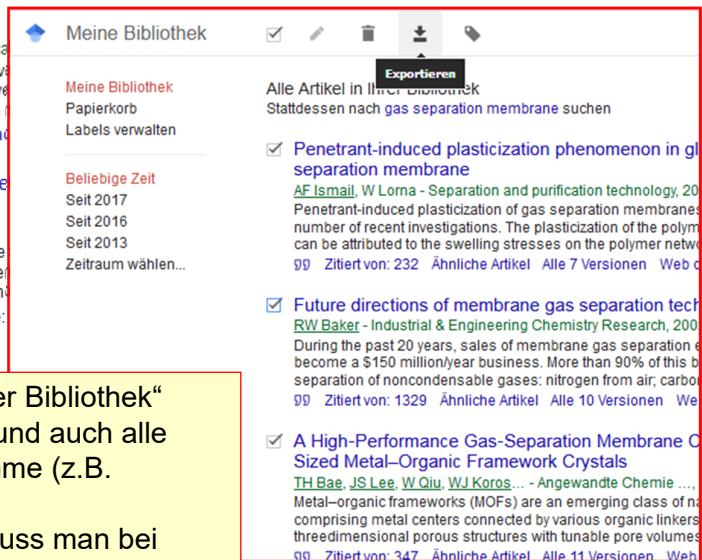 Meine Bibliothek
Exportieren
Meine Bibliothek
Papierkorb
Labels verwalten
Beliebige Zeit
Seit 2017
Seit 2016
Seit 2013
Zeitraum wählen...
Alle Artikel in Ihrer Bibliothek
Stattdessen nach gas separation membrane suchen
Penetrant-induced plasticization phenomenon in gl
separation membrane
AF Ismail, W Lorna - Separation and purification technology, 20
Penetrant-induced plasticization of gas separation membranes
number of recent investigations. The plasticization of the polym
can be attributed to the swelling stresses on the polymer netwo
Zitiert von: 232 Ähnliche Artikel Alle 7 Versionen Web
Future directions of membrane gas separation tech
RW Baker - Industrial & Engineering Chemistry Research, 200
During the past 20 years, sales of membrane gas separation e
become a $150 million/year business. More than 90% of this b
separation of noncondensable gases: nitrogen from air; carbo
Zitiert von: 1329 Ähnliche Artikel Alle 10 Versionen We
A High-Performance Gas-Separation Membrane C
Sized Metal–Organic Framework Crystals
TH Bae, JS Lee, W Qiu, WJ Koros... - Angewandte Chemie ...,
Metal–organic frameworks (MOFs) are an emerging class of na
comprising metal centers connected by various organic linkers
threedimensional porous structures with tunable pore volumes
Zitiert von: 347 Ähnliche Artikel Alle 11 Versionen Web
er Bibliothek“
und auch alle
me (z.B.
uss man bei